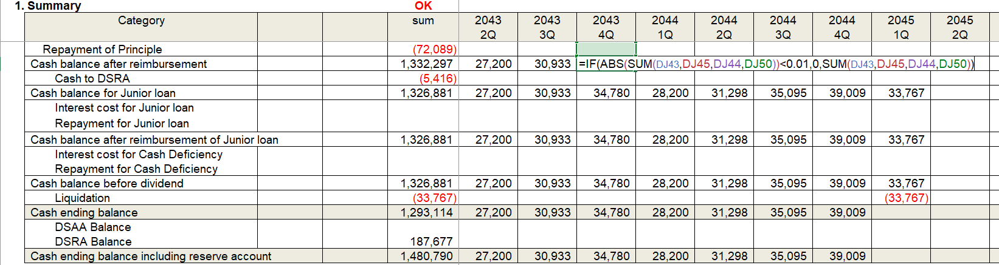 1. Summary OK
Category sum 2043 2043 2043 2044 2044 2044 2044 2045 2045
2Q 3Q 4Q 1Q 2Q 3Q 4Q 1Q 2Q
Repayment of Principle (72,089)
Cash balance after reimbursement 1,332,297 27,200 30,933 =IF(ABS(SUM(DJ43,DJ45,DJ44,DJ50))<0.01,0,SUM(DJ43,DJ45,DJ44,DJ50))
Cash to DSRA (5,416)
Cash balance for Junior loan 1,326,881 27,200 30,933 34,780 28,200 31,298 35,095 39,009 33,767
Interest cost for Junior loan
Repayment for Junior loan
Cash balance after reimbursement of Junior loan 1,326,881 27,200 30,933 34,780 28,200 31,298 35,095 39,009 33,767
Interest cost for Cash Deficiency
Repayment for Cash Deficiency
Cash balance before dividend 1,326,881 27,200 30,933 34,780 28,200 31,298 35,095 39,009 33,767
Liquidation (33,767) (33,767)
Cash ending balance 1,293,114 27,200 30,933 34,780 28,200 31,298 35,095 39,009
DSAA Balance
DSRA Balance 187,677
Cash ending balance including reserve account 1,480,790 27,200 30,933 34,780 28,200 31,298 35,095 39,009